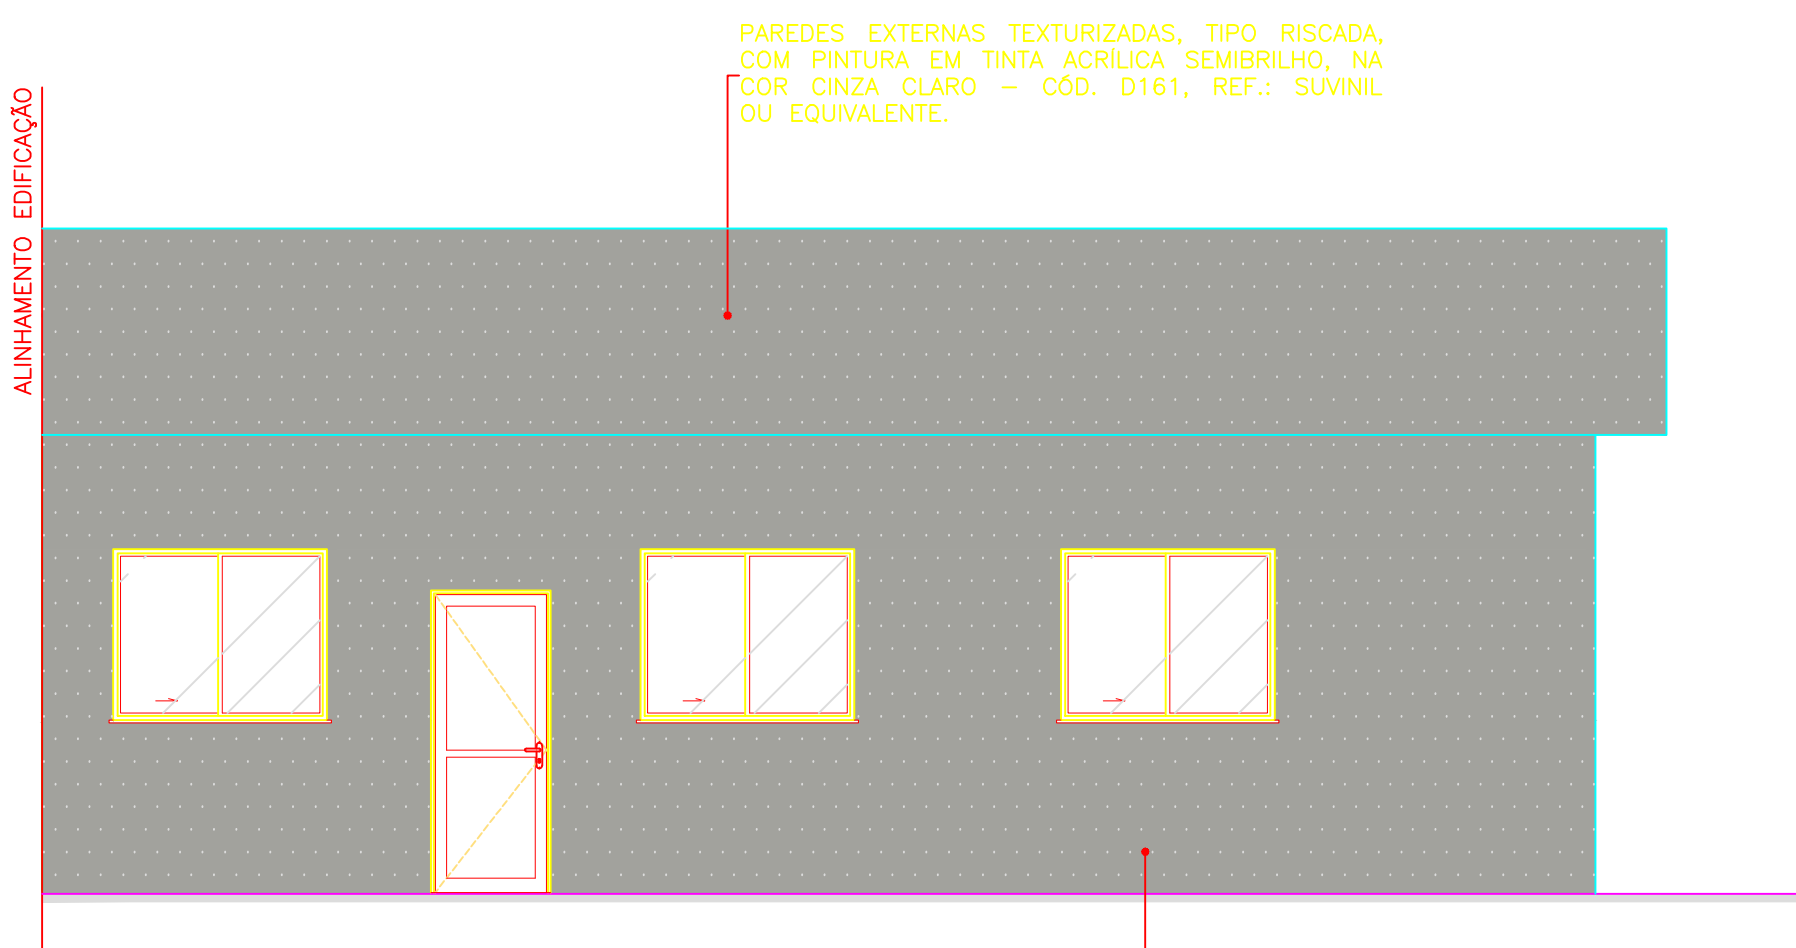 PAREDES EXTERNAS TEXTURIZADAS, TIPO RISCADA,
COM PINTURA EM TINTA ACRÍLICA SEMIBRILHO, NA
COR CINZA CLARO – CÓD. D161, REF.: SUVINIL
OU EQUIVALENTE.
ALINHAMENTO EDIFICAÇÃO